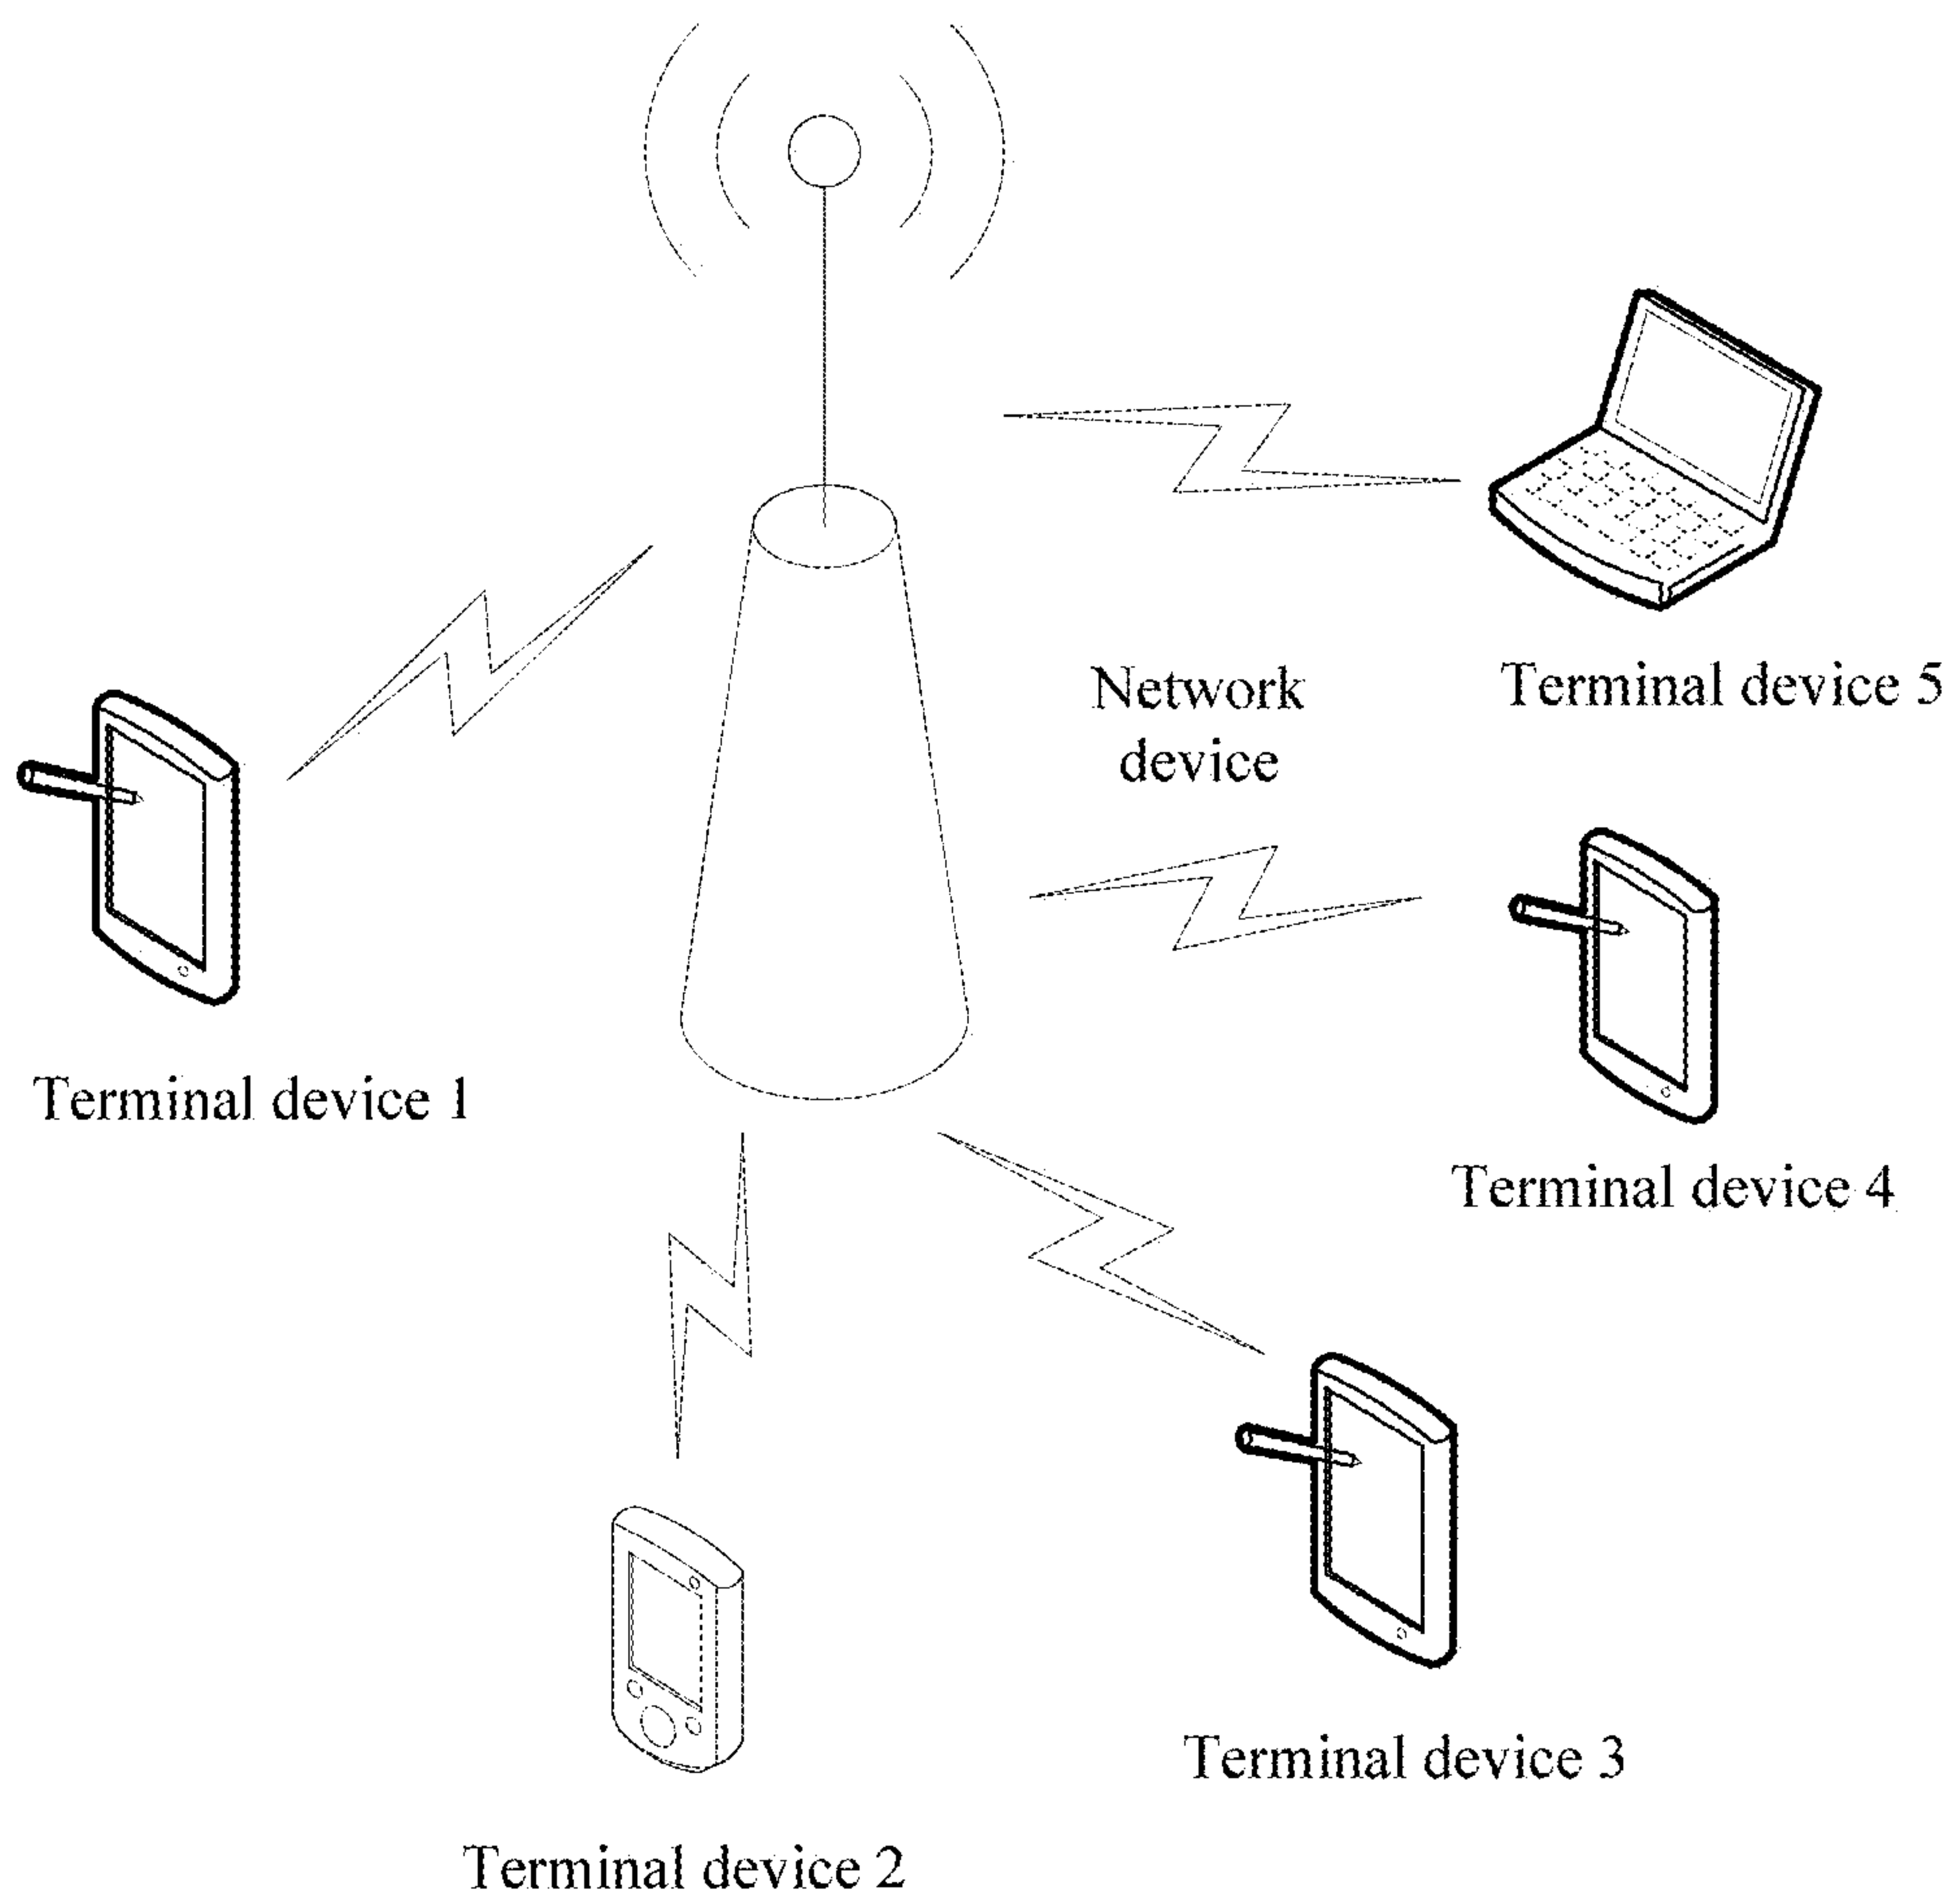 Network
device
Terminal device 5
Terminal device 1
Terminal device 4
Terminal device 3
Terminal device 2